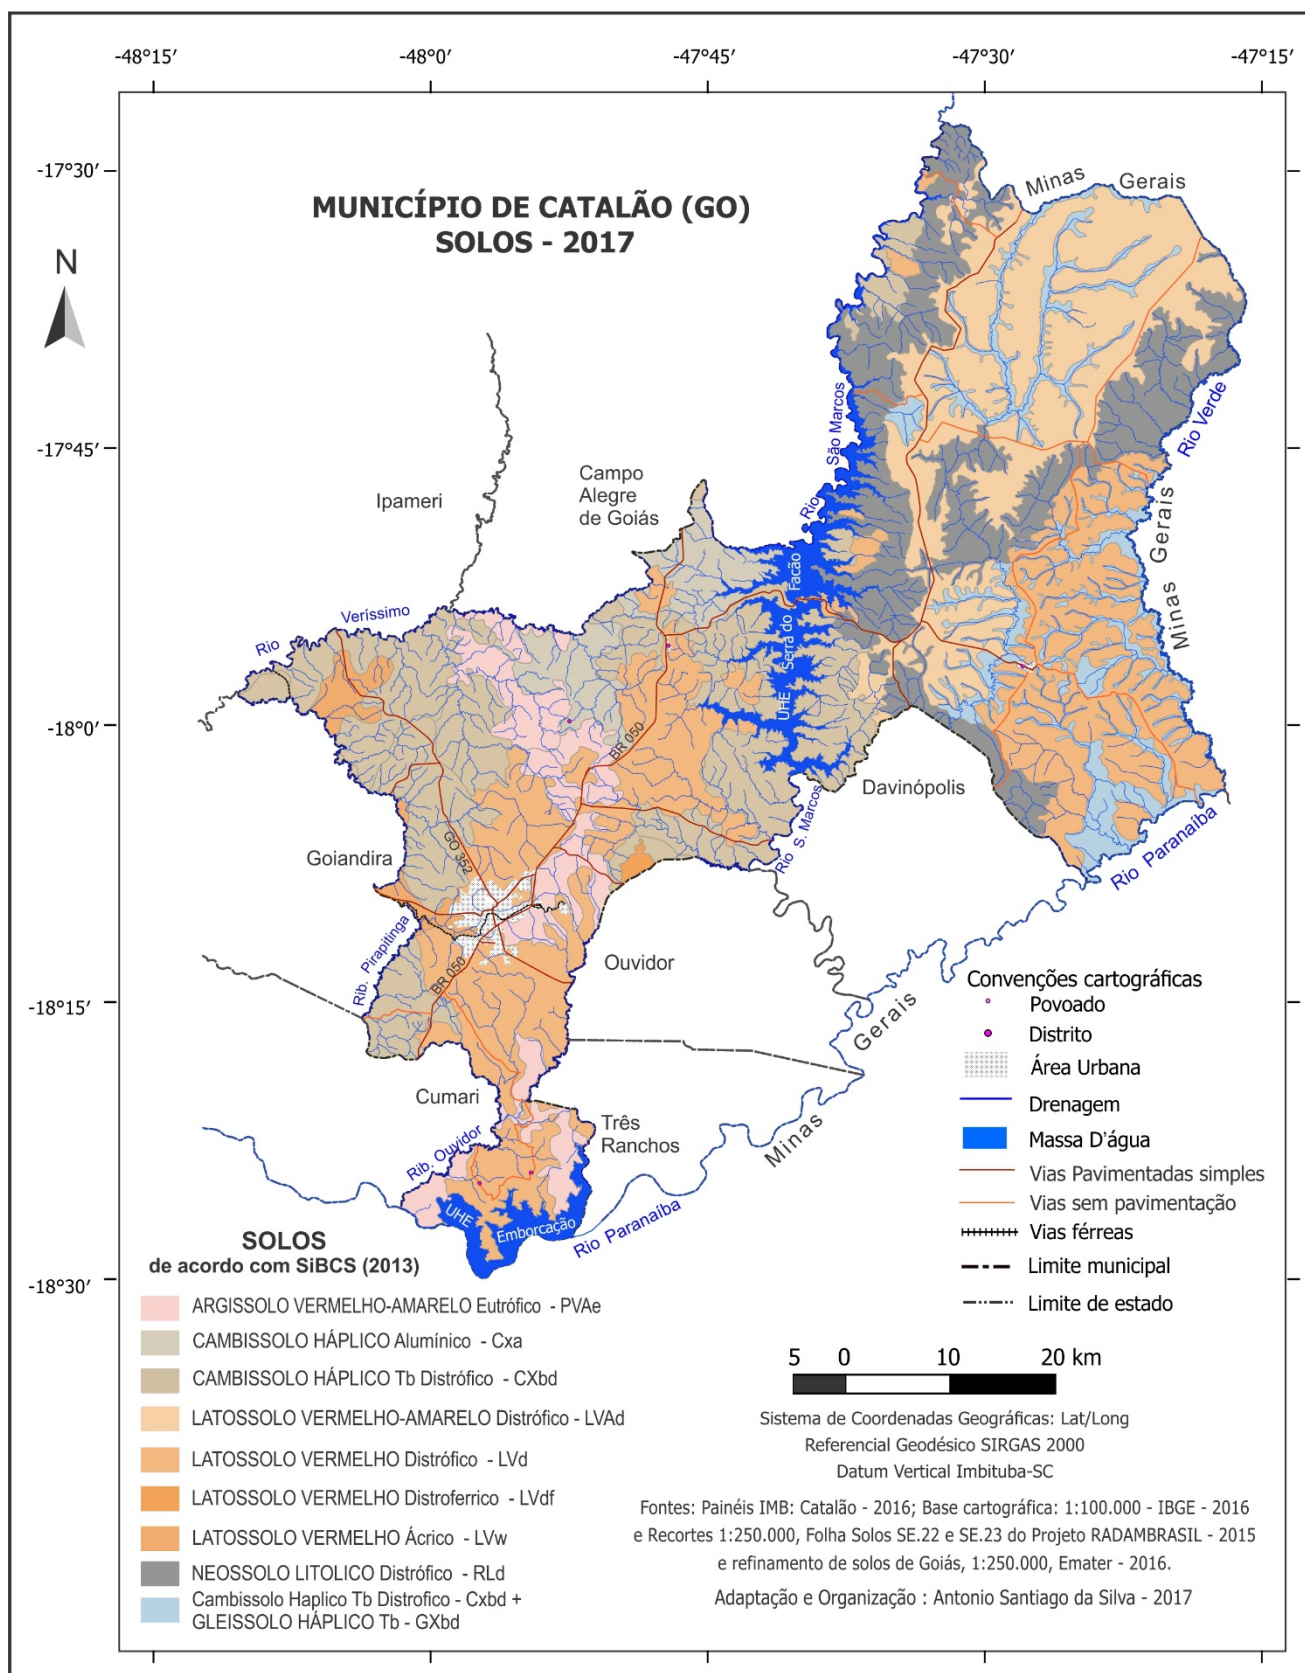 -48°15′
-48°0′
-47°45′
-47°30′
-47°15′
-17°30′
-17°45′
-18°0′
-18°15′
-18°30′
MUNICÍPIO DE CATALÃO (GO)
SOLOS - 2017
N
Minas Gerais
Rio São Marcos
Rio Verde
Minas Gerais
Ipameri
Campo
Alegre
de Goiás
Rio Veríssimo
UHE Serra do Facão
BR 050
Davinópolis
Rio S. Marcos
Rio Paranaíba
Goiandira
GO 352
Rib. Pirapitinga
BR 050
Ouvidor
Minas Gerais
Cumari
Três
Ranchos
Rib. Ouvidor
UHE Emborcação
Rio Paranaíba
Convenções cartográficas
Povoado
Distrito
Área Urbana
Drenagem
Massa D’água
Vias Pavimentadas simples
Vias sem pavimentação
Vias férreas
Limite municipal
Limite de estado
SOLOS
de acordo com SiBCS (2013)
ARGISSOLO VERMELHO-AMARELO Eutrófico - PVAe
CAMBISSOLO HÁPLICO Alumínico - Cxa
CAMBISSOLO HÁPLICO Tb Distrófico - CXbd
LATOSSOLO VERMELHO-AMARELO Distrófico - LVAd
LATOSSOLO VERMELHO Distrófico - LVd
LATOSSOLO VERMELHO Distroferrico - LVdf
LATOSSOLO VERMELHO Ácrico - LVw
NEOSSOLO LITOLICO Distrófico - RLd
Cambissolo Haplico Tb Distrofico - Cxbd +
GLEISSOLO HÁPLICO Tb - GXbd
5 0 10 20 km
Sistema de Coordenadas Geográficas: Lat/Long
Referencial Geodésico SIRGAS 2000
Datum Vertical Imbituba-SC
Fontes: Painéis IMB: Catalão - 2016; Base cartográfica: 1:100.000 - IBGE - 2016
e Recortes 1:250.000, Folha Solos SE.22 e SE.23 do Projeto RADAMBRASIL - 2015
e refinamento de solos de Goiás, 1:250.000, Emater - 2016.
Adaptação e Organização : Antonio Santiago da Silva - 2017